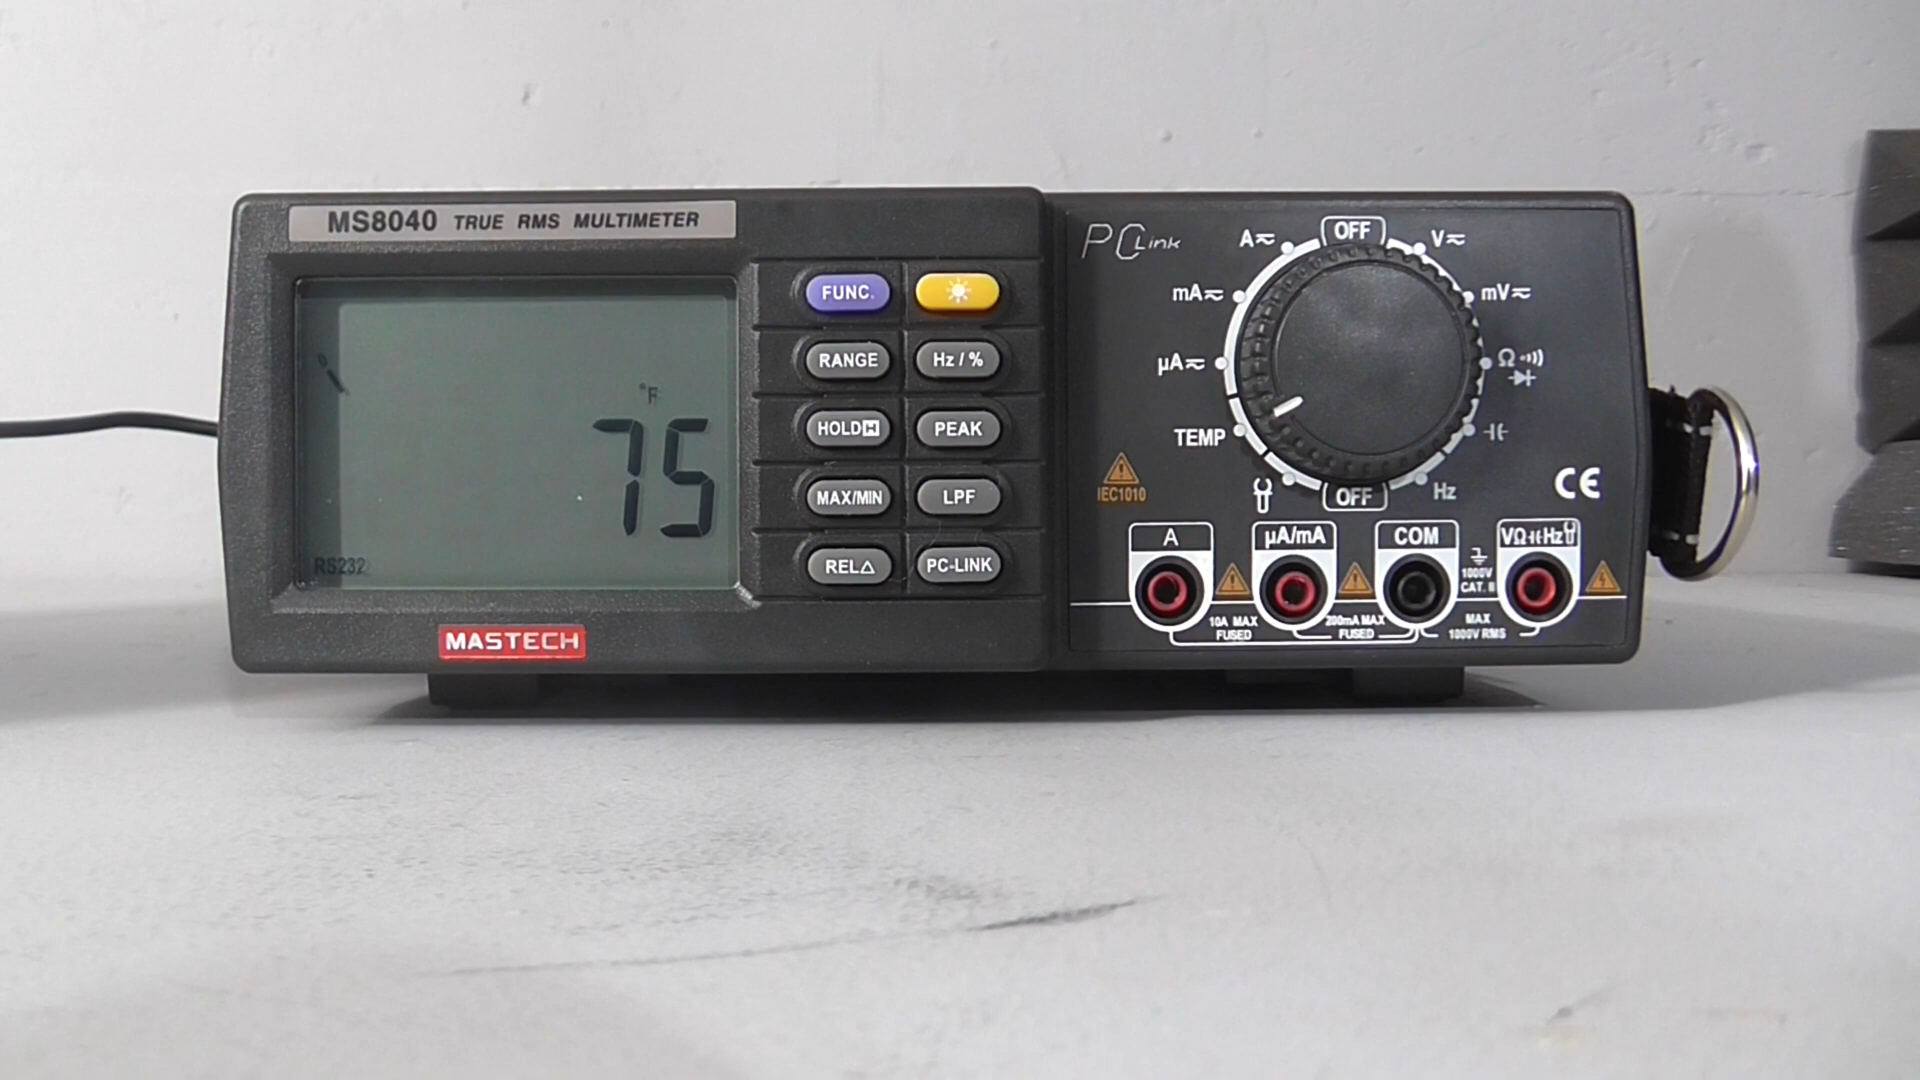 MS8040 TRUE RMS MULTIMETER
°F
75
RS232
MASTECH
FUNC.
RANGE
Hz / %
HOLD H
PEAK
MAX/MIN
LPF
REL△
PC-LINK
PC Link
OFF
A≂
V≂
mA≂
mV≂
µA≂
Ω
TEMP
Hz
OFF
IEC1010
CE
A
µA/mA
COM
VΩHz
1000V
CAT. II
10A MAX
FUSED
200mA MAX
FUSED
MAX
1000V RMS